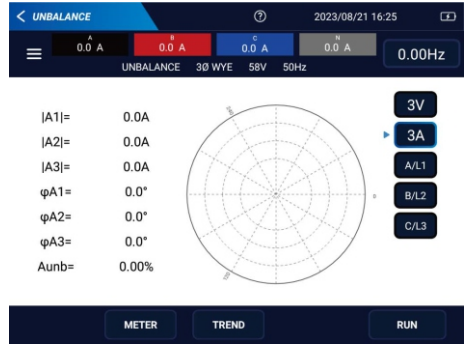 UNBALANCE 2023/08/21 16:25
A B C N
0.0 A 0.0 A 0.0 A 0.0 A 0.00Hz
UNBALANCE 3Ø WYE 58V 50Hz
3V
|A1|= 0.0A
3A
|A2|= 0.0A
|A3|= 0.0A
A/L1
φA1= 0.0°
B/L2
φA2= 0.0°
C/L3
φA3= 0.0°
Aunb= 0.00%
240
0
METER TREND RUN